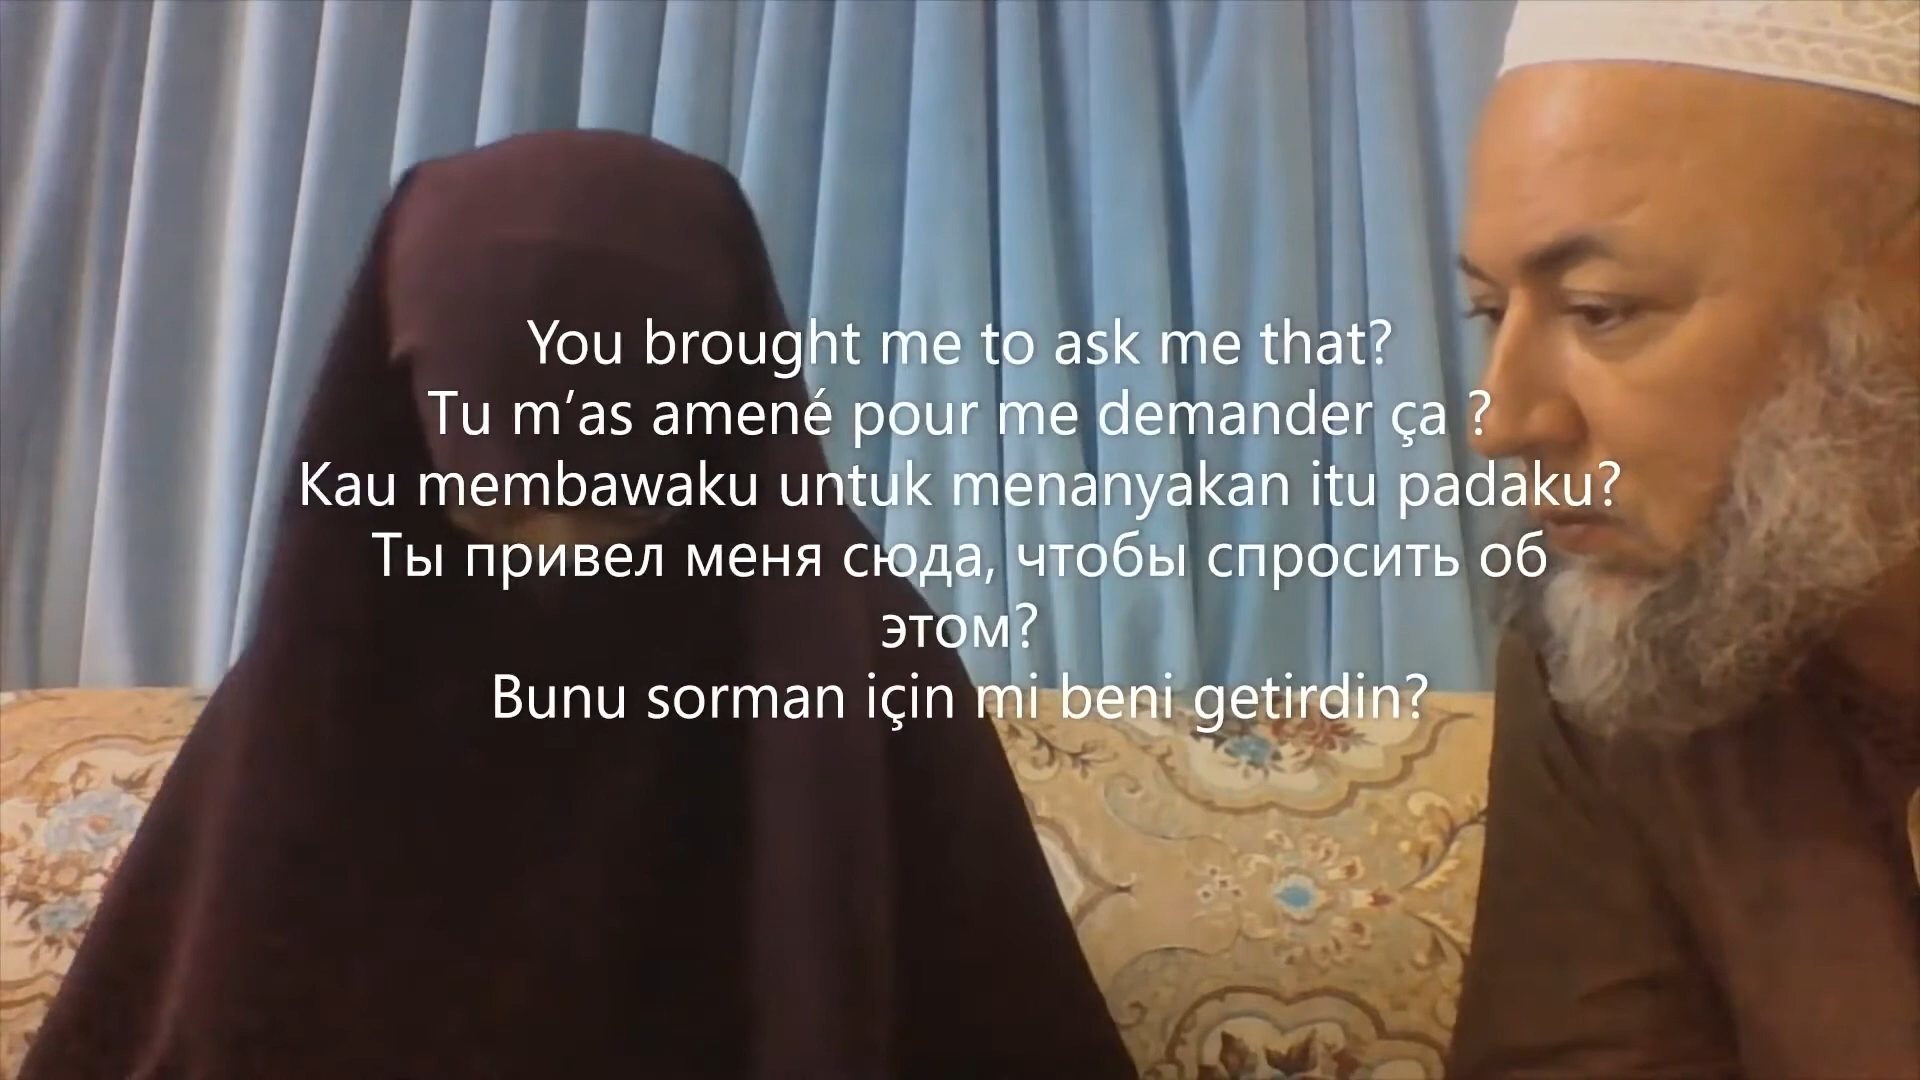 You brought me to ask me that?
Tu m’as amené pour me demander ça ?
Kau membawaku untuk menanyakan itu padaku?
Ты привел меня сюда, чтобы спросить об
этом?
Bunu sorman için mi beni getirdin?